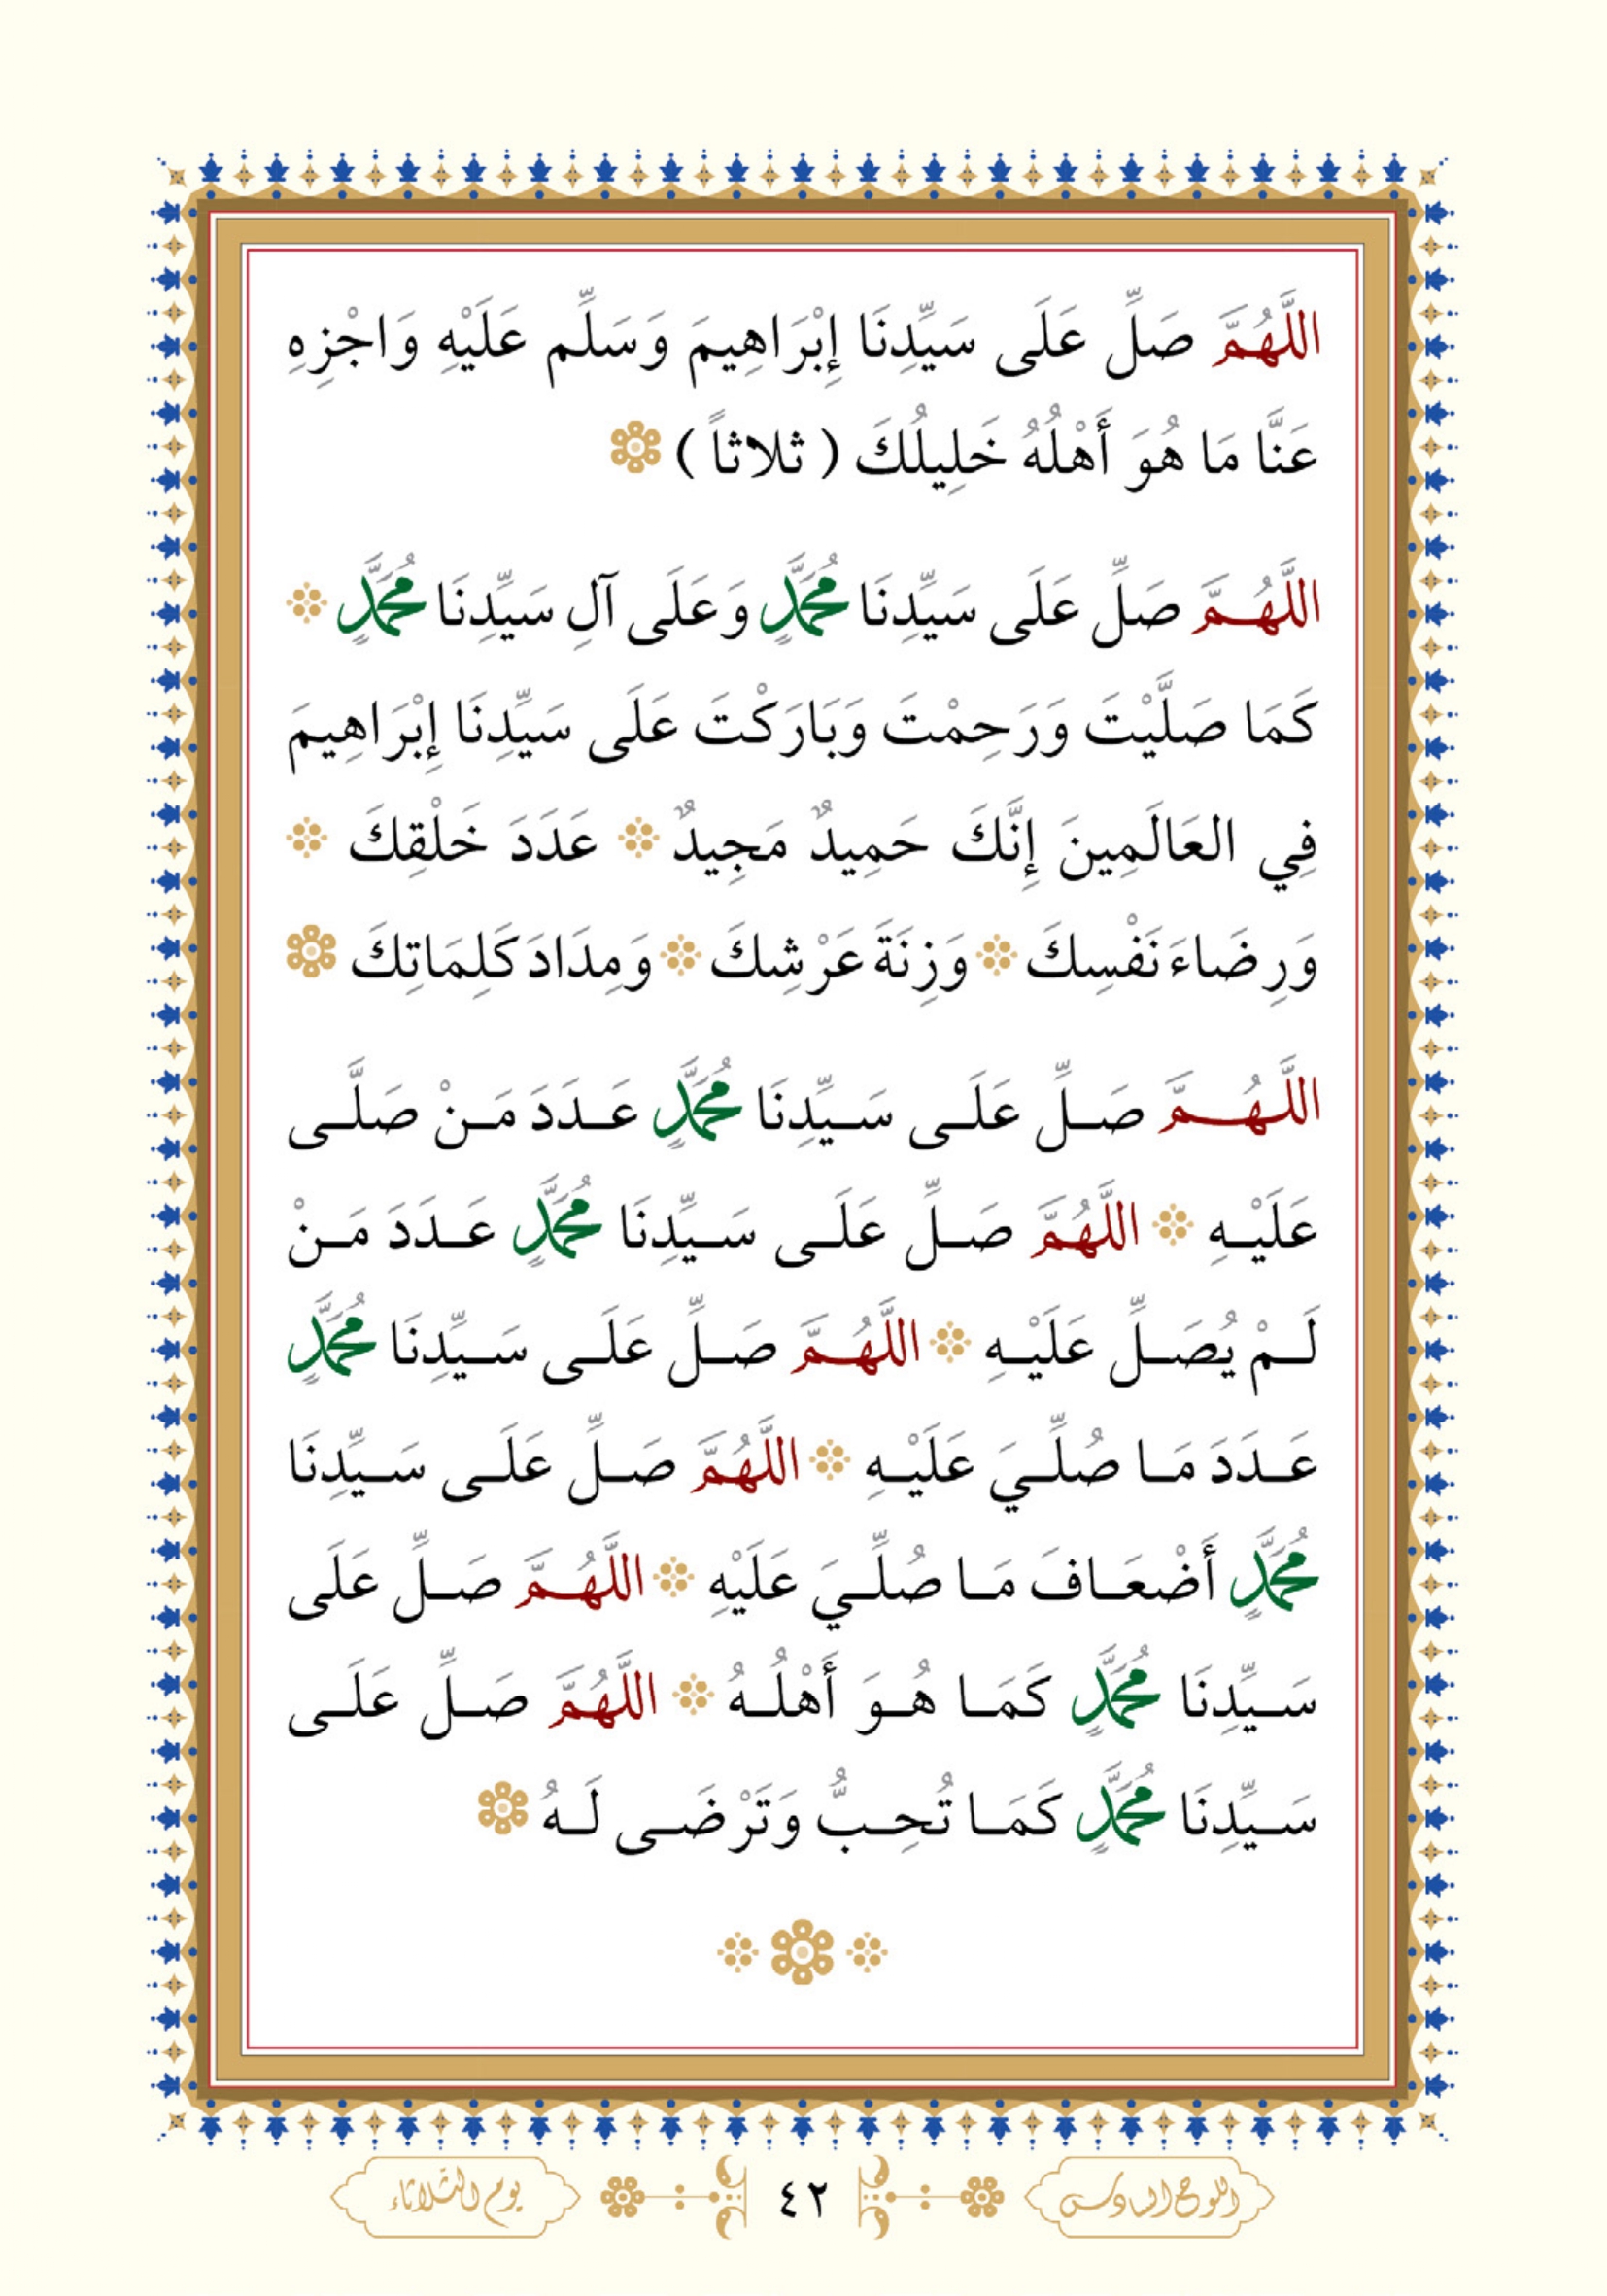 اللَّهُمَّ صَلِّ عَلَى سَيِّدِنَا إِبْرَاهِيمَ وَسَلِّم عَلَيْهِ وَاجْزِهِ
عَنَّا مَا هُوَ أَهْلُهُ خَلِيلُكَ ( ثلاثاً )
اللَّهُمَّ صَلِّ عَلَى سَيِّدِنَا مُحَمَّدٍ وَعَلَى آلِ سَيِّدِنَا مُحَمَّدٍ
كَمَا صَلَّيْتَ وَرَحِمْتَ وَبَارَكْتَ عَلَى سَيِّدِنَا إِبْرَاهِيمَ
فِي العَالَمِينَ إِنَّكَ حَمِيدٌ مَجِيدٌ عَدَدَ خَلْقِكَ
وَرِضَاءَ نَفْسِكَ وَزِنَةَ عَرْشِكَ وَمِدَادَ كَلِمَاتِكَ
اللَّهُمَّ صَلِّ عَلَى سَيِّدِنَا مُحَمَّدٍ عَدَدَ مَنْ صَلَّى
عَلَيْهِ اللَّهُمَّ صَلِّ عَلَى سَيِّدِنَا مُحَمَّدٍ عَدَدَ مَنْ
لَمْ يُصَلِّ عَلَيْهِ اللَّهُمَّ صَلِّ عَلَى سَيِّدِنَا مُحَمَّدٍ
عَدَدَ مَا صُلِّيَ عَلَيْهِ اللَّهُمَّ صَلِّ عَلَى سَيِّدِنَا
مُحَمَّدٍ أَضْعَافَ مَا صُلِّيَ عَلَيْهِ اللَّهُمَّ صَلِّ عَلَى
سَيِّدِنَا مُحَمَّدٍ كَمَا هُوَ أَهْلُهُ اللَّهُمَّ صَلِّ عَلَى
سَيِّدِنَا مُحَمَّدٍ كَمَا تُحِبُّ وَتَرْضَى لَهُ
اللوح السادس ٤٢ يوم الثلاثاء